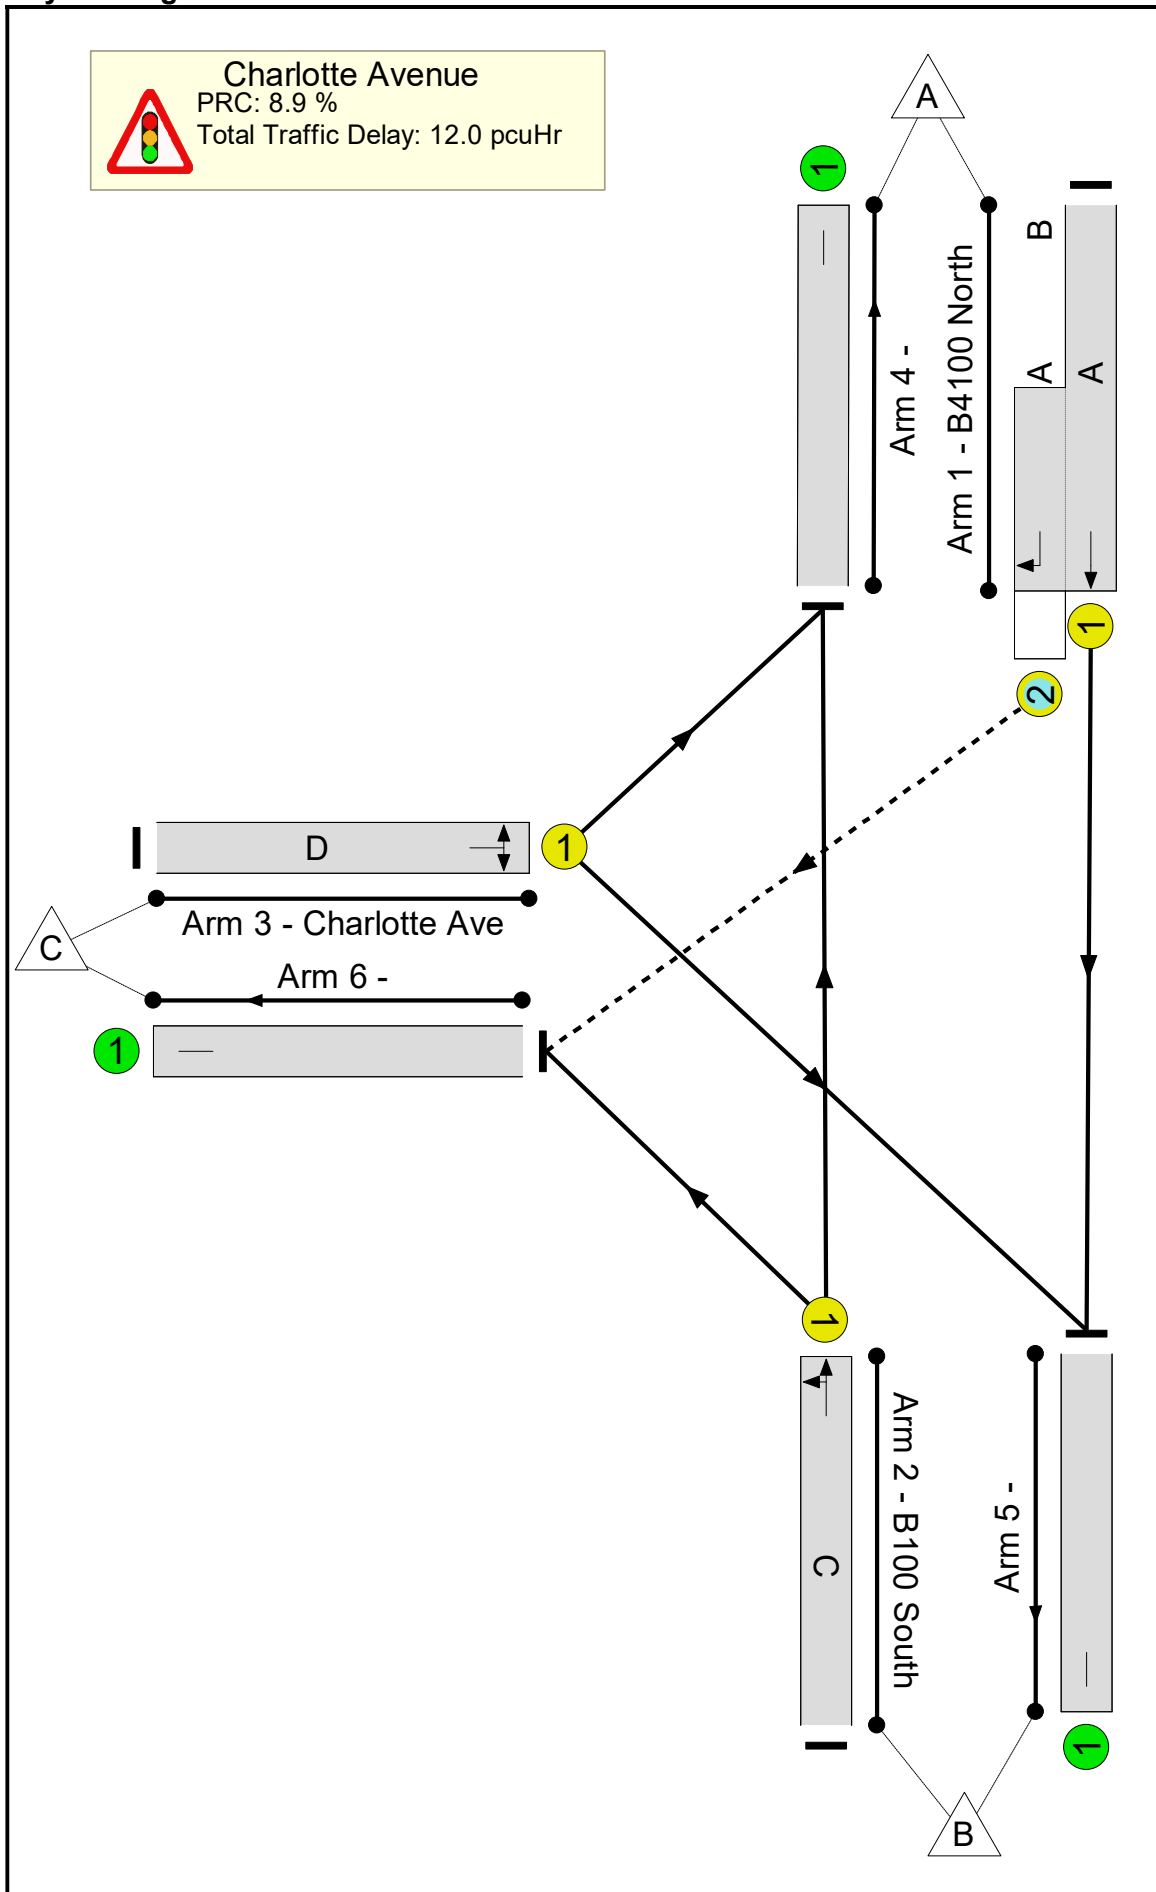 Charlotte Avenue
PRC: 8.9 %
Total Traffic Delay: 12.0 pcuHr
A
1
Arm 4 -
Arm 1 - B4100 North
B
A
A
1
2
D
1
Arm 3 - Charlotte Ave
C
Arm 6 -
1
1
Arm 2 - B100 South
C
Arm 5 -
1
B